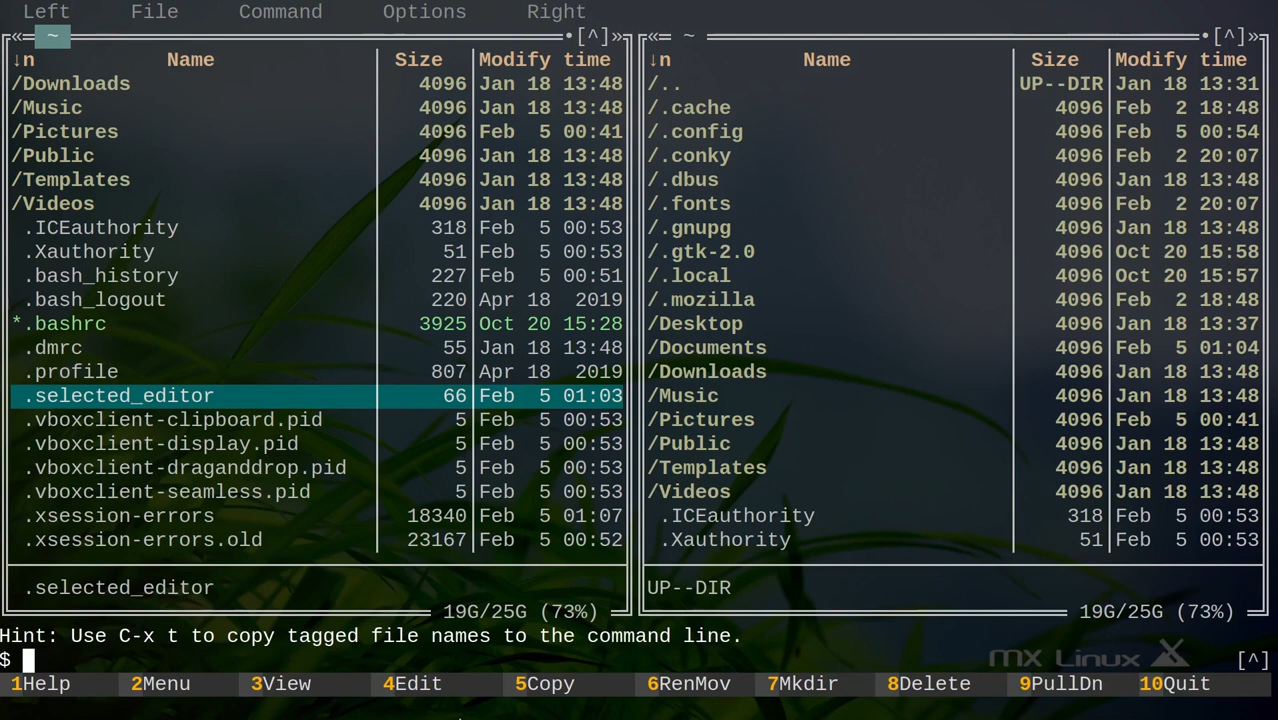 Left File Command Options Right
«─ ~ •[^]» «─ ~ •[^]»
↓n Name Size Modify time ↓n Name Size Modify time
/Downloads 4096 Jan 18 13:48 /.. UP--DIR Jan 18 13:31
/Music 4096 Jan 18 13:48 /.cache 4096 Feb 2 18:48
/Pictures 4096 Feb 5 00:41 /.config 4096 Feb 5 00:54
/Public 4096 Jan 18 13:48 /.conky 4096 Feb 2 20:07
/Templates 4096 Jan 18 13:48 /.dbus 4096 Jan 18 13:48
/Videos 4096 Jan 18 13:48 /.fonts 4096 Feb 2 20:07
.ICEauthority 318 Feb 5 00:53 /.gnupg 4096 Jan 18 13:48
.Xauthority 51 Feb 5 00:53 /.gtk-2.0 4096 Oct 20 15:58
.bash_history 227 Feb 5 00:51 /.local 4096 Oct 20 15:57
.bash_logout 220 Apr 18 2019 /.mozilla 4096 Feb 2 18:48
*.bashrc 3925 Oct 20 15:28 /Desktop 4096 Jan 18 13:37
.dmrc 55 Jan 18 13:48 /Documents 4096 Feb 5 01:04
.profile 807 Apr 18 2019 /Downloads 4096 Jan 18 13:48
.selected_editor 66 Feb 5 01:03 /Music 4096 Jan 18 13:48
.vboxclient-clipboard.pid 5 Feb 5 00:53 /Pictures 4096 Feb 5 00:41
.vboxclient-display.pid 5 Feb 5 00:53 /Public 4096 Jan 18 13:48
.vboxclient-draganddrop.pid 5 Feb 5 00:53 /Templates 4096 Jan 18 13:48
.vboxclient-seamless.pid 5 Feb 5 00:53 /Videos 4096 Jan 18 13:48
.xsession-errors 18340 Feb 5 01:07 .ICEauthority 318 Feb 5 00:53
.xsession-errors.old 23167 Feb 5 00:52 .Xauthority 51 Feb 5 00:53
.selected_editor UP--DIR
19G/25G (73%) 19G/25G (73%)
Hint: Use C-x t to copy tagged file names to the command line.
MX Linux
$ [^]
1Help 2Menu 3View 4Edit 5Copy 6RenMov 7Mkdir 8Delete 9PullDn 10Quit